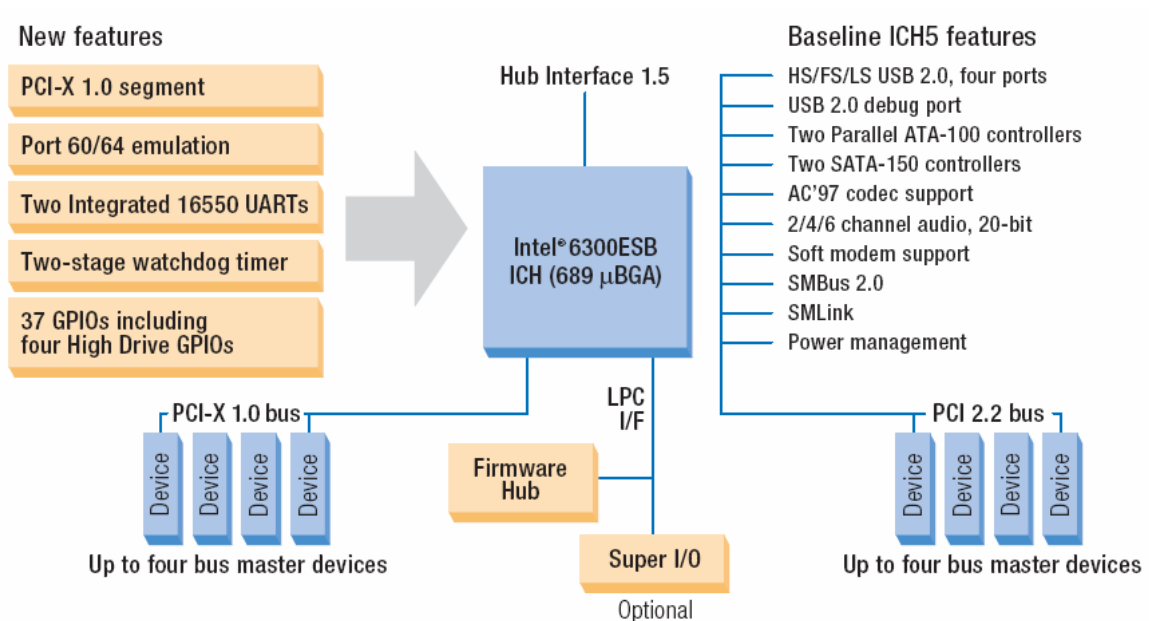 New features
PCI-X 1.0 segment
Port 60/64 emulation
Two Integrated 16550 UARTs
Two-stage watchdog timer
37 GPIOs including
four High Drive GPIOs
Hub Interface 1.5
Intel® 6300ESB
ICH (689 µBGA)
Baseline ICH5 features
HS/FS/LS USB 2.0, four ports
USB 2.0 debug port
Two Parallel ATA-100 controllers
Two SATA-150 controllers
AC’97 codec support
2/4/6 channel audio, 20-bit
Soft modem support
SMBus 2.0
SMLink
Power management
PCI-X 1.0 bus
Device
Device
Device
Device
Up to four bus master devices
LPC
I/F
Firmware
Hub
Super I/O
Optional
PCI 2.2 bus
Device
Device
Device
Device
Up to four bus master devices